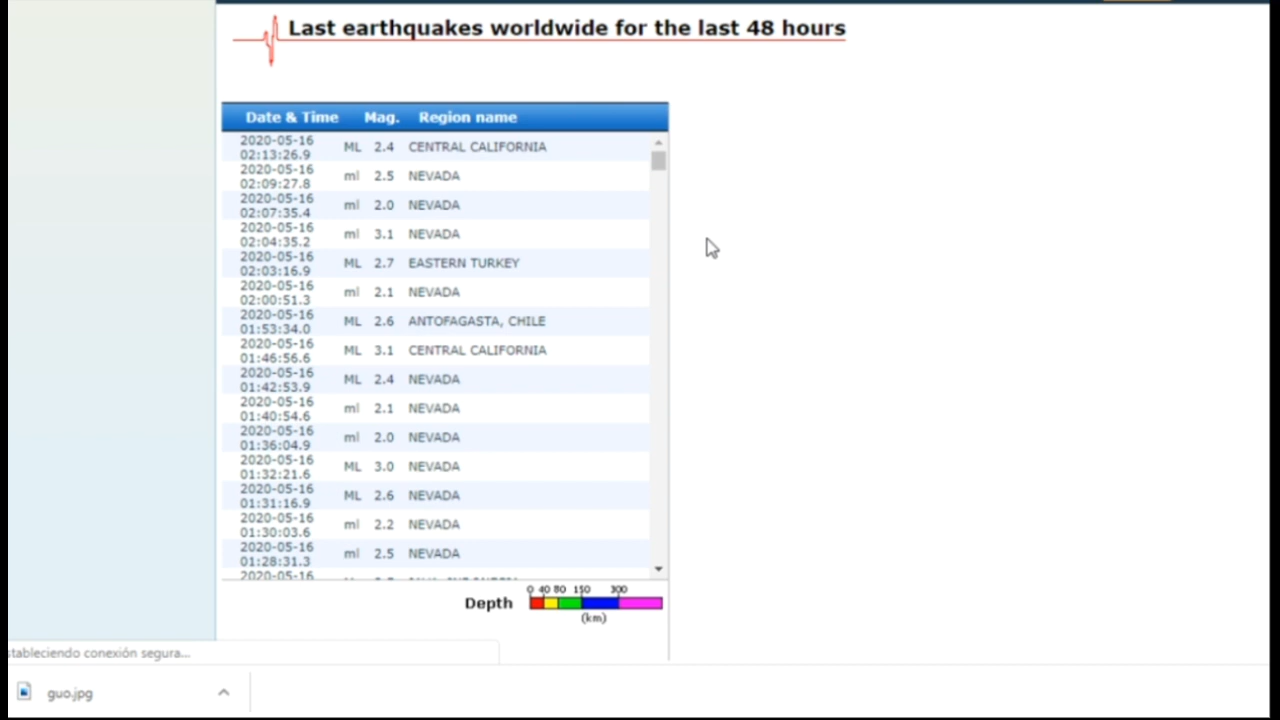 Last earthquakes worldwide for the last 48 hours
Date & Time Mag. Region name
2020-05-16
02:13:26.9 ML 2.4 CENTRAL CALIFORNIA
2020-05-16
02:09:27.8 ml 2.5 NEVADA
2020-05-16
02:07:35.4 ml 2.0 NEVADA
2020-05-16
02:04:35.2 ml 3.1 NEVADA
2020-05-16
02:03:16.9 ML 2.7 EASTERN TURKEY
2020-05-16
02:00:51.3 ml 2.1 NEVADA
2020-05-16
01:53:34.0 ML 2.6 ANTOFAGASTA, CHILE
2020-05-16
01:46:56.6 ML 3.1 CENTRAL CALIFORNIA
2020-05-16
01:42:53.9 ML 2.4 NEVADA
2020-05-16
01:40:54.6 ml 2.1 NEVADA
2020-05-16
01:36:04.9 ml 2.0 NEVADA
2020-05-16
01:32:21.6 ML 3.0 NEVADA
2020-05-16
01:31:16.9 ML 2.6 NEVADA
2020-05-16
01:30:03.6 ml 2.2 NEVADA
2020-05-16
01:28:31.3 ml 2.5 NEVADA
2020-05-16
0 40 80 150 300
Depth
(km)
stableciendo conexión segura...
guo.jpg